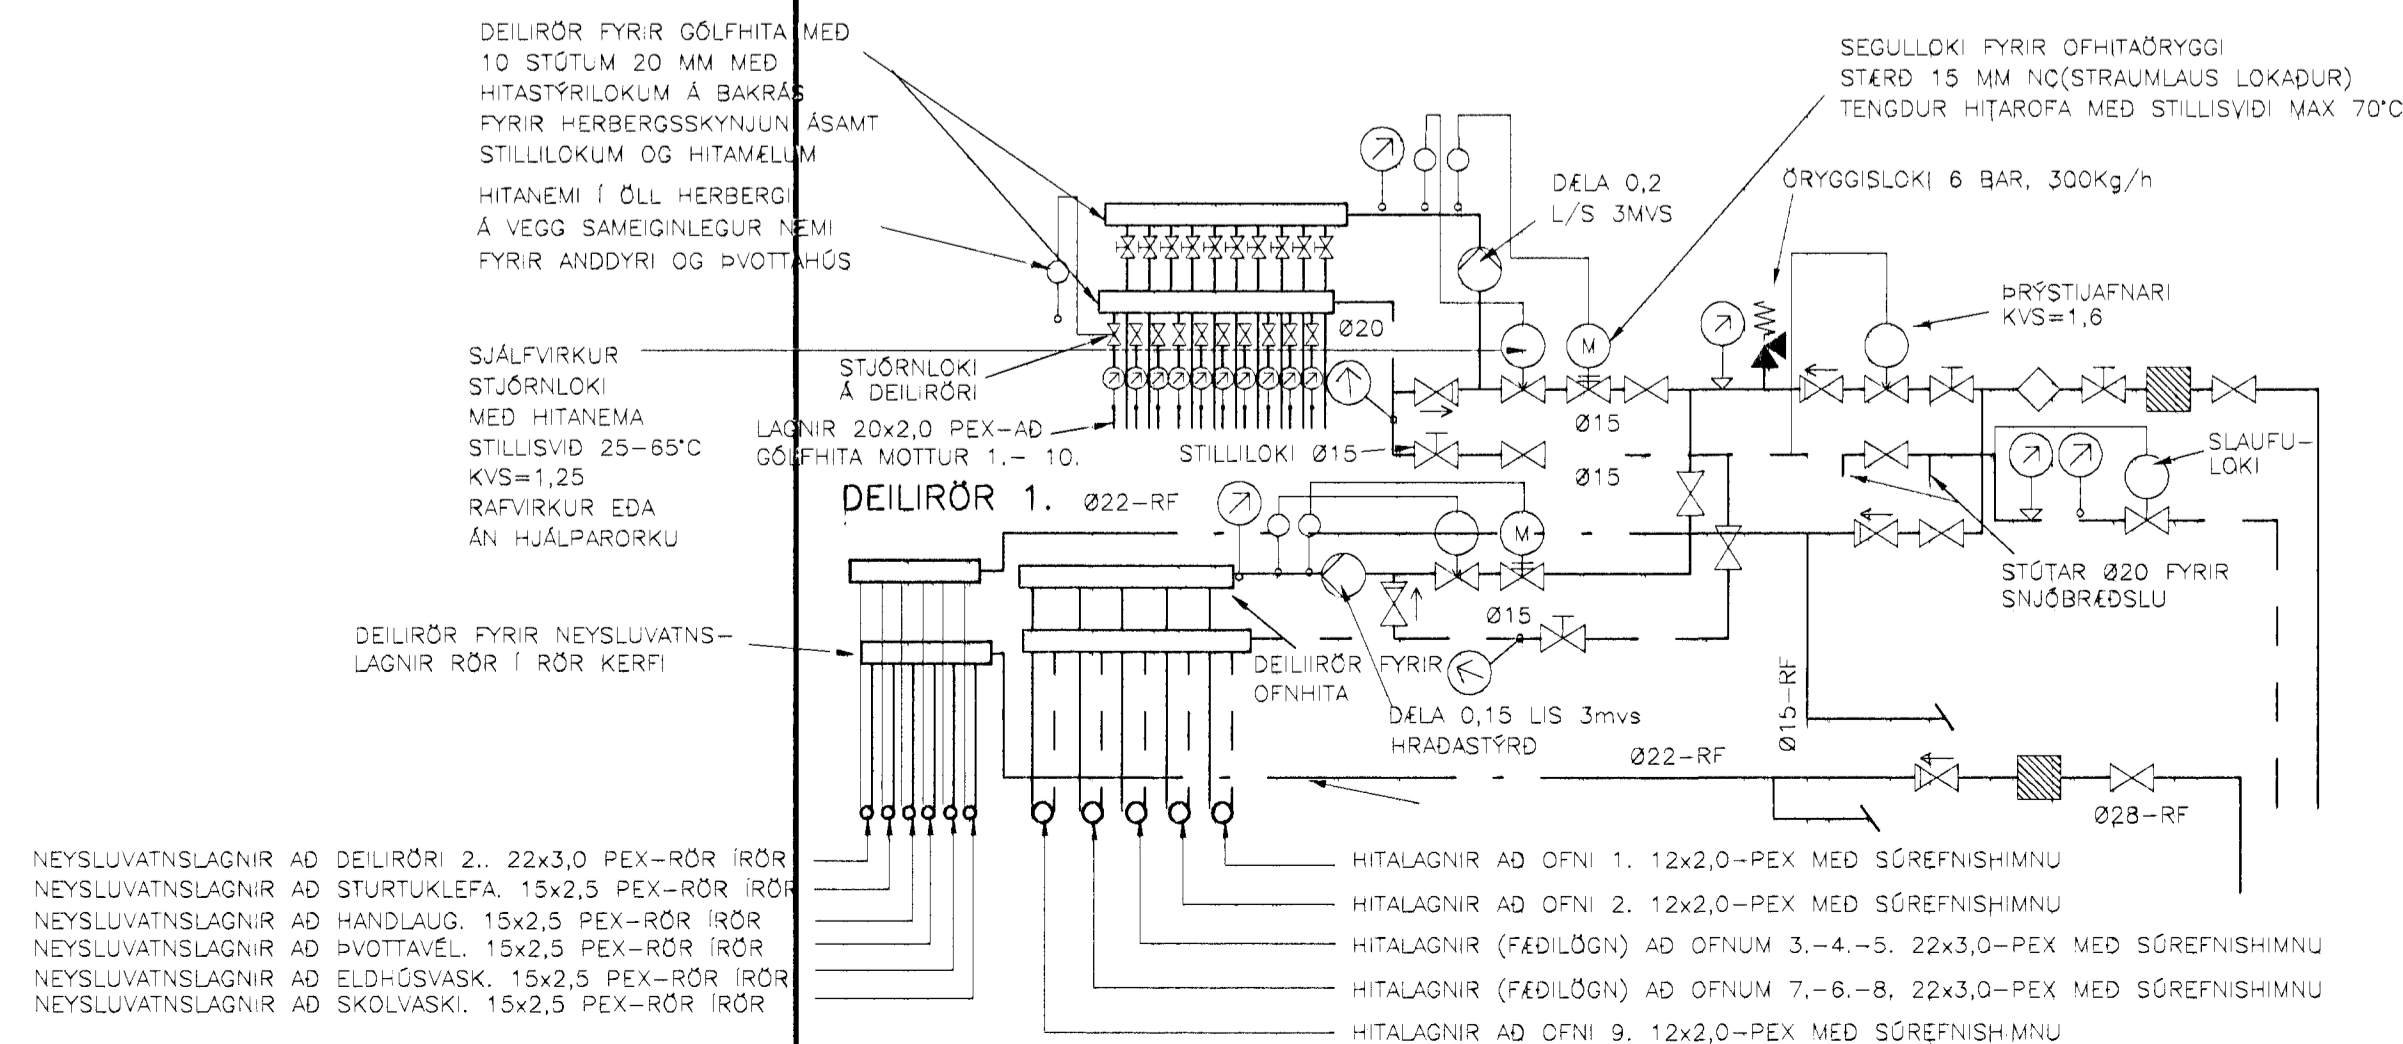 DEILIRÖR FYRIR GÓLFHITA MEÐ
10 STÚTUM 20 MM MEÐ
HITASTÝRILOKUM Á BAKRÁS
FYRIR HERBERGSSKYNJUN ÁSAMT
STILLILOKUM OG HITAMÆLUM
HITANEMI Í ÖLL HERBERGI
Á VEGG SAMEIGINLEGUR NEMI
FYRIR ANDDYRI OG ÞVOTTAHÚS
SJÁLFVIRKUR
STJÓRNLOKI
MEÐ HITANEMA
STILLISVIÐ 25-65°C
KVS=1,25
RAFVIRKUR EÐA
ÁN HJÁLPARORKU
STJÓRNLOKI
Á DEILIRÖRI
LAGNIR 20x2,0 PEX-AÐ
GÓLFHITA MOTTUR 1.- 10.
DEILIRÖR 1.
Ø22-RF
STILLILOKI Ø15
Ø20
DÆLA 0,2
L/S 3MVS
SEGULLOKI FYRIR OFHITAÖRYGGI
STÆRÐ 15 MM NC(STRAUMLAUS LOKAÐUR)
TENGDUR HITAROFA MEÐ STILLISVIÐI MAX 70°C
ÖRYGGISLOKI 6 BAR, 300Kg/h
ÞRÝSTIJAFNARI
KVS=1,6
M
Ø15
Ø15
SLAUFU-
LOKI
M
STÚTAR Ø20 FYRIR
SNJÓBRÆÐSLU
Ø15
DEILIIRÖR FYRIR
OFNHITA
DÆLA 0,15 LIS 3mvs
HRAÐASTÝRÐ
Ø15-RF
Ø22-RF
Ø28-RF
DEILIRÖR FYRIR NEYSLUVATNS-
LAGNIR RÖR Í RÖR KERFI
NEYSLUVATNSLAGNIR AÐ DEILIRÖRI 2.. 22x3,0 PEX-RÖR ÍRÖR
NEYSLUVATNSLAGNIR AÐ STURTUKLEFA. 15x2,5 PEX-RÖR ÍRÖR
NEYSLUVATNSLAGNIR AÐ HANDLAUG. 15x2,5 PEX-RÖR ÍRÖR
NEYSLUVATNSLAGNIR AÐ ÞVOTTAVÉL. 15x2,5 PEX-RÖR ÍRÖR
NEYSLUVATNSLAGNIR AÐ ELDHÚSVASK. 15x2,5 PEX-RÖR ÍRÖR
NEYSLUVATNSLAGNIR AÐ SKOLVASKI. 15x2,5 PEX-RÖR ÍRÖR
HITALAGNIR AÐ OFNI 1. 12x2,0-PEX MEÐ SÚREFNISHIMNU
HITALAGNIR AÐ OFNI 2. 12x2,0-PEX MEÐ SÚREFNISHIMNU
HITALAGNIR (FÆÐILÖGN) AÐ OFNUM 3.-4.-5. 22x3,0-PEX MEÐ SÚREFNISHIMNU
HITALAGNIR (FÆÐILÖGN) AÐ OFNUM 7.-6.-8. 22x3,0-PEX MEÐ SÚREFNISHIMNU
HITALAGNIR AÐ OFNI 9. 12x2,0-PEX MEÐ SÚREFNISHIMNU